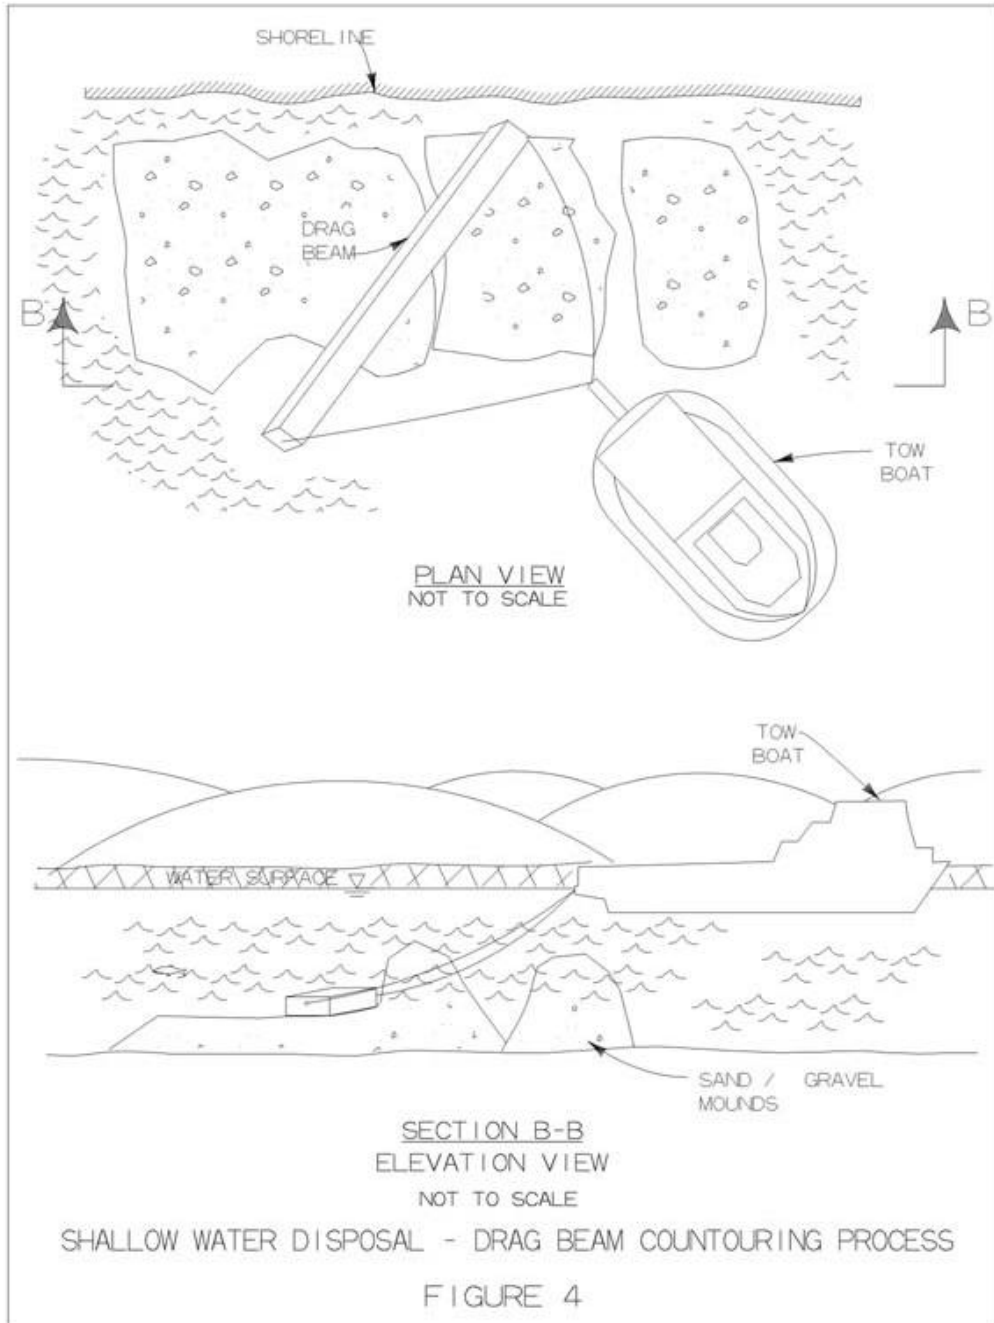 SHORELINE
DRAG
BEAM
B
B
TOW
BOAT
PLAN VIEW
NOT TO SCALE
TOW
BOAT
WATER SURFACE
SAND / GRAVEL
MOUNDS
SECTION B-B
ELEVATION VIEW
NOT TO SCALE
SHALLOW WATER DISPOSAL - DRAG BEAM COUNTOURING PROCESS
FIGURE 4